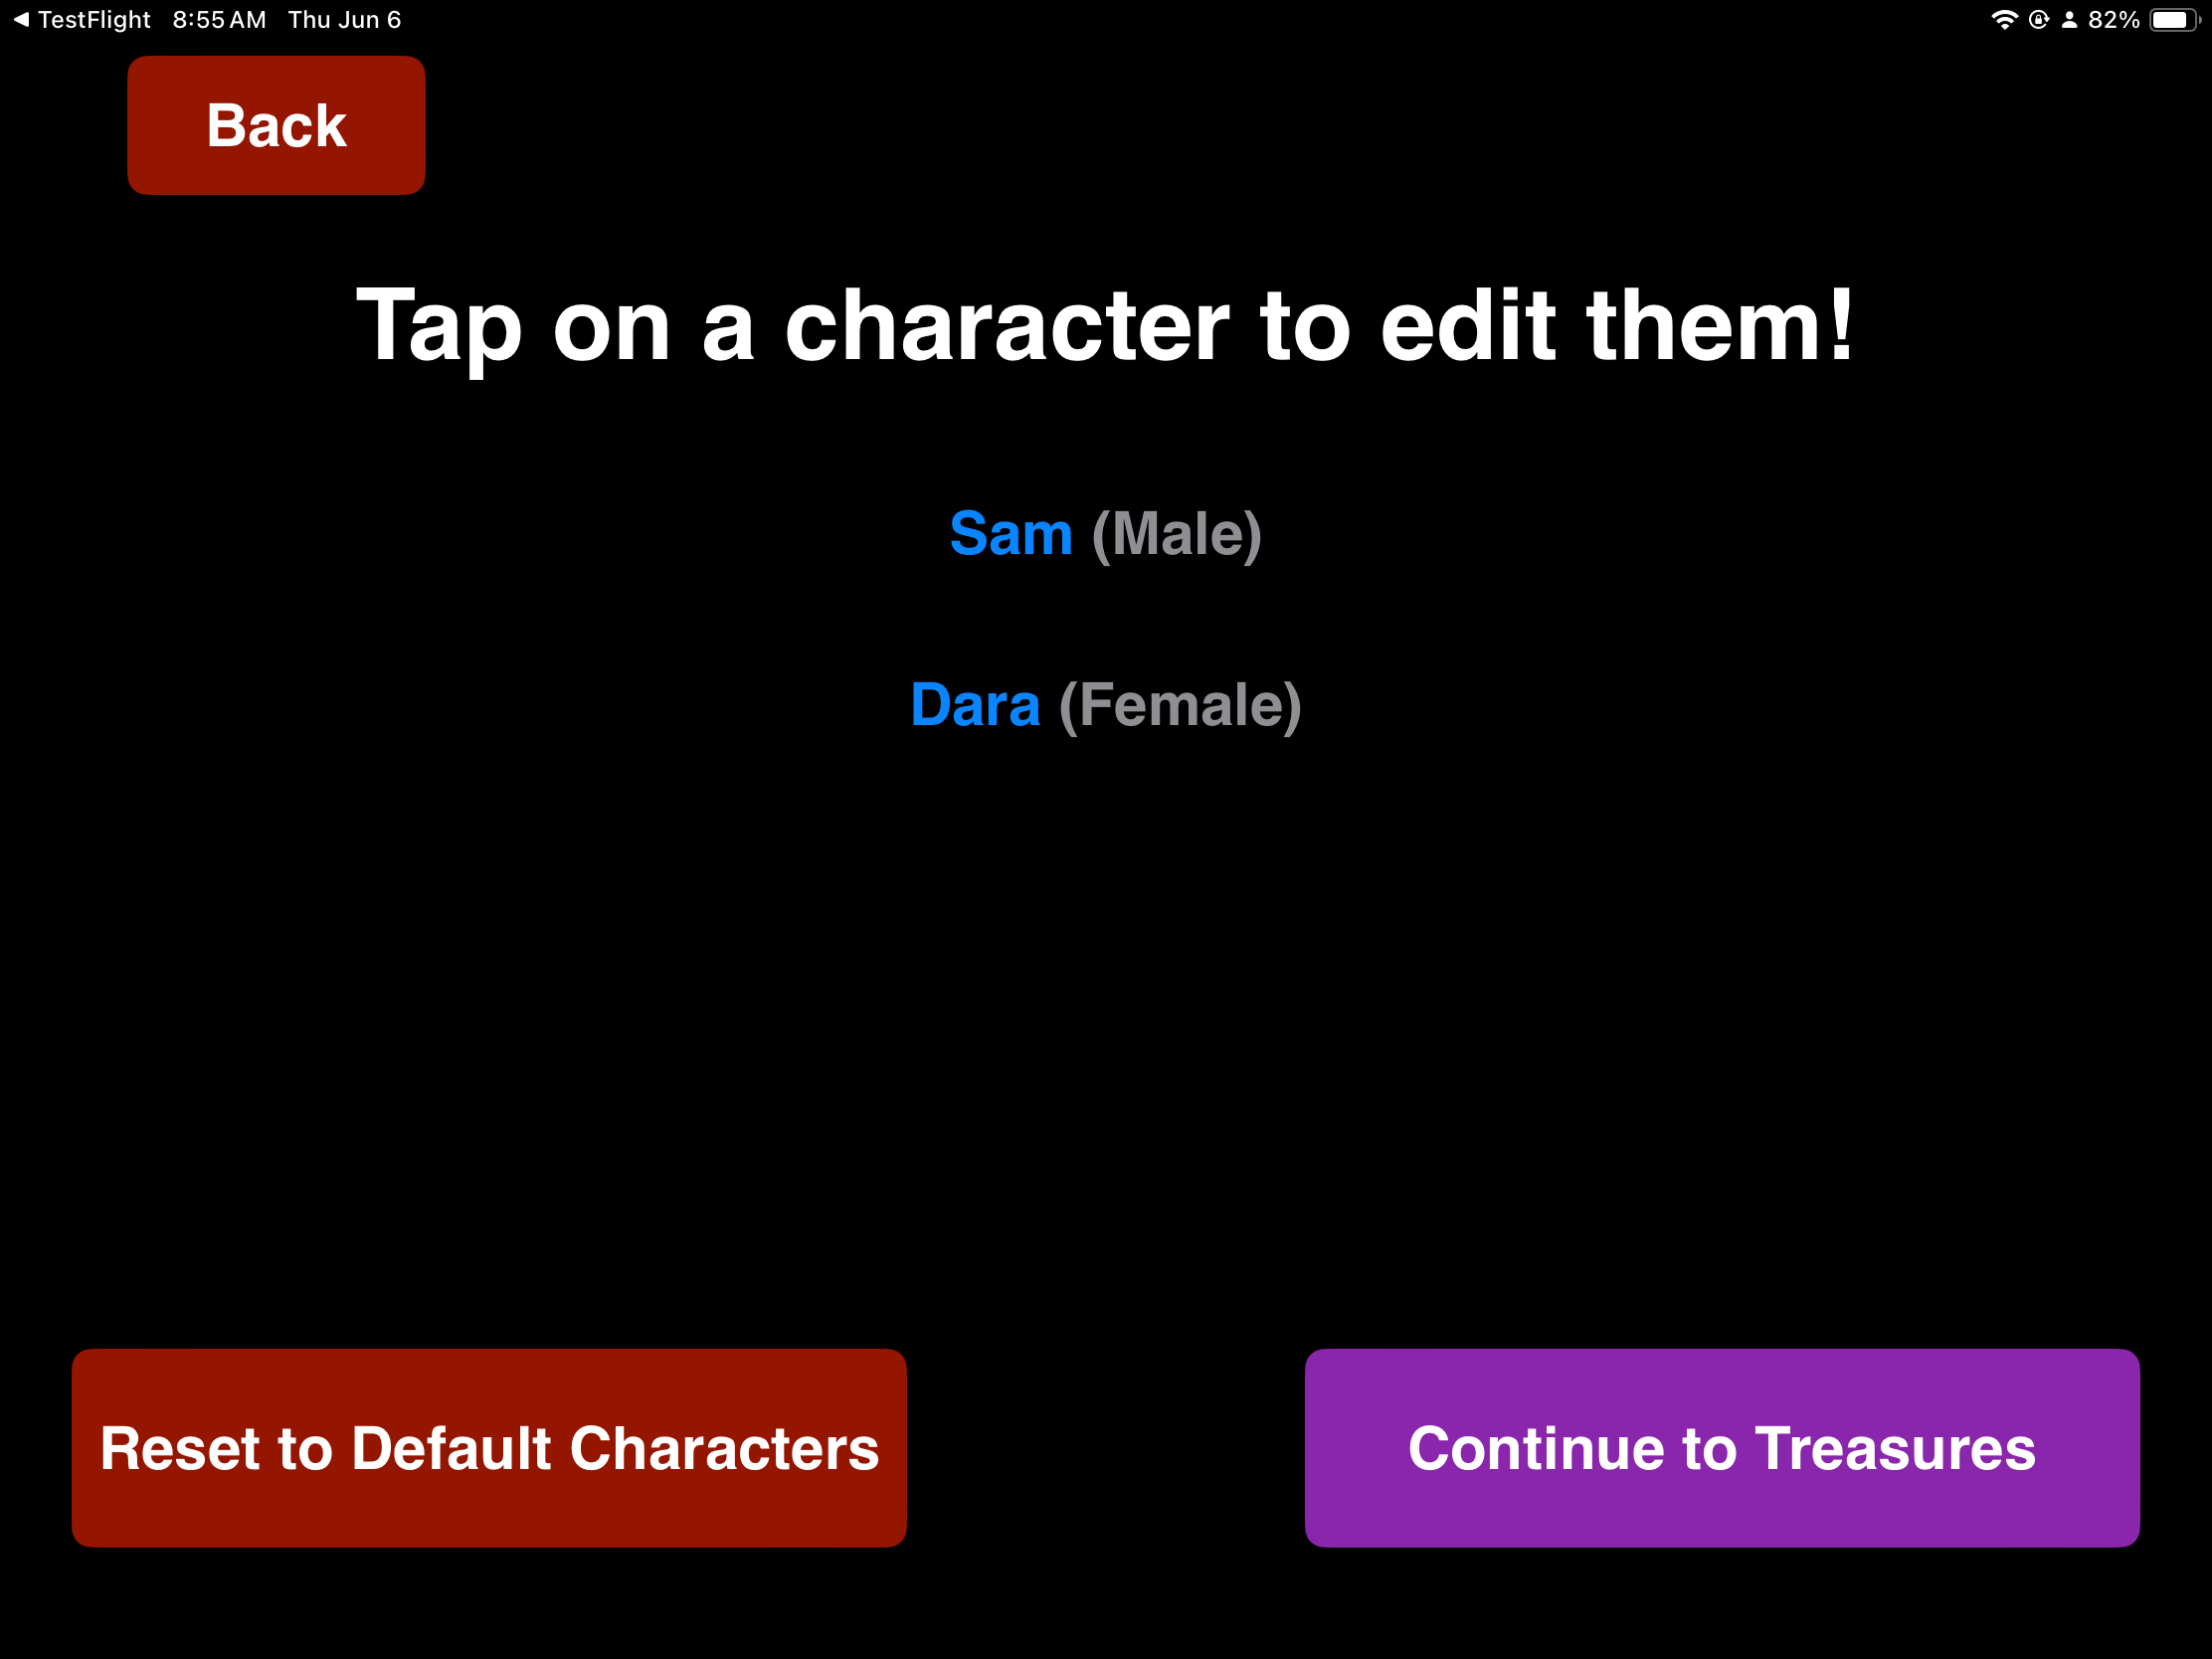 TestFlight 8:55 AM Thu Jun 6 82%
Back
Tap on a character to edit them!
Sam (Male)
Dara (Female)
Reset to Default Characters
Continue to Treasures